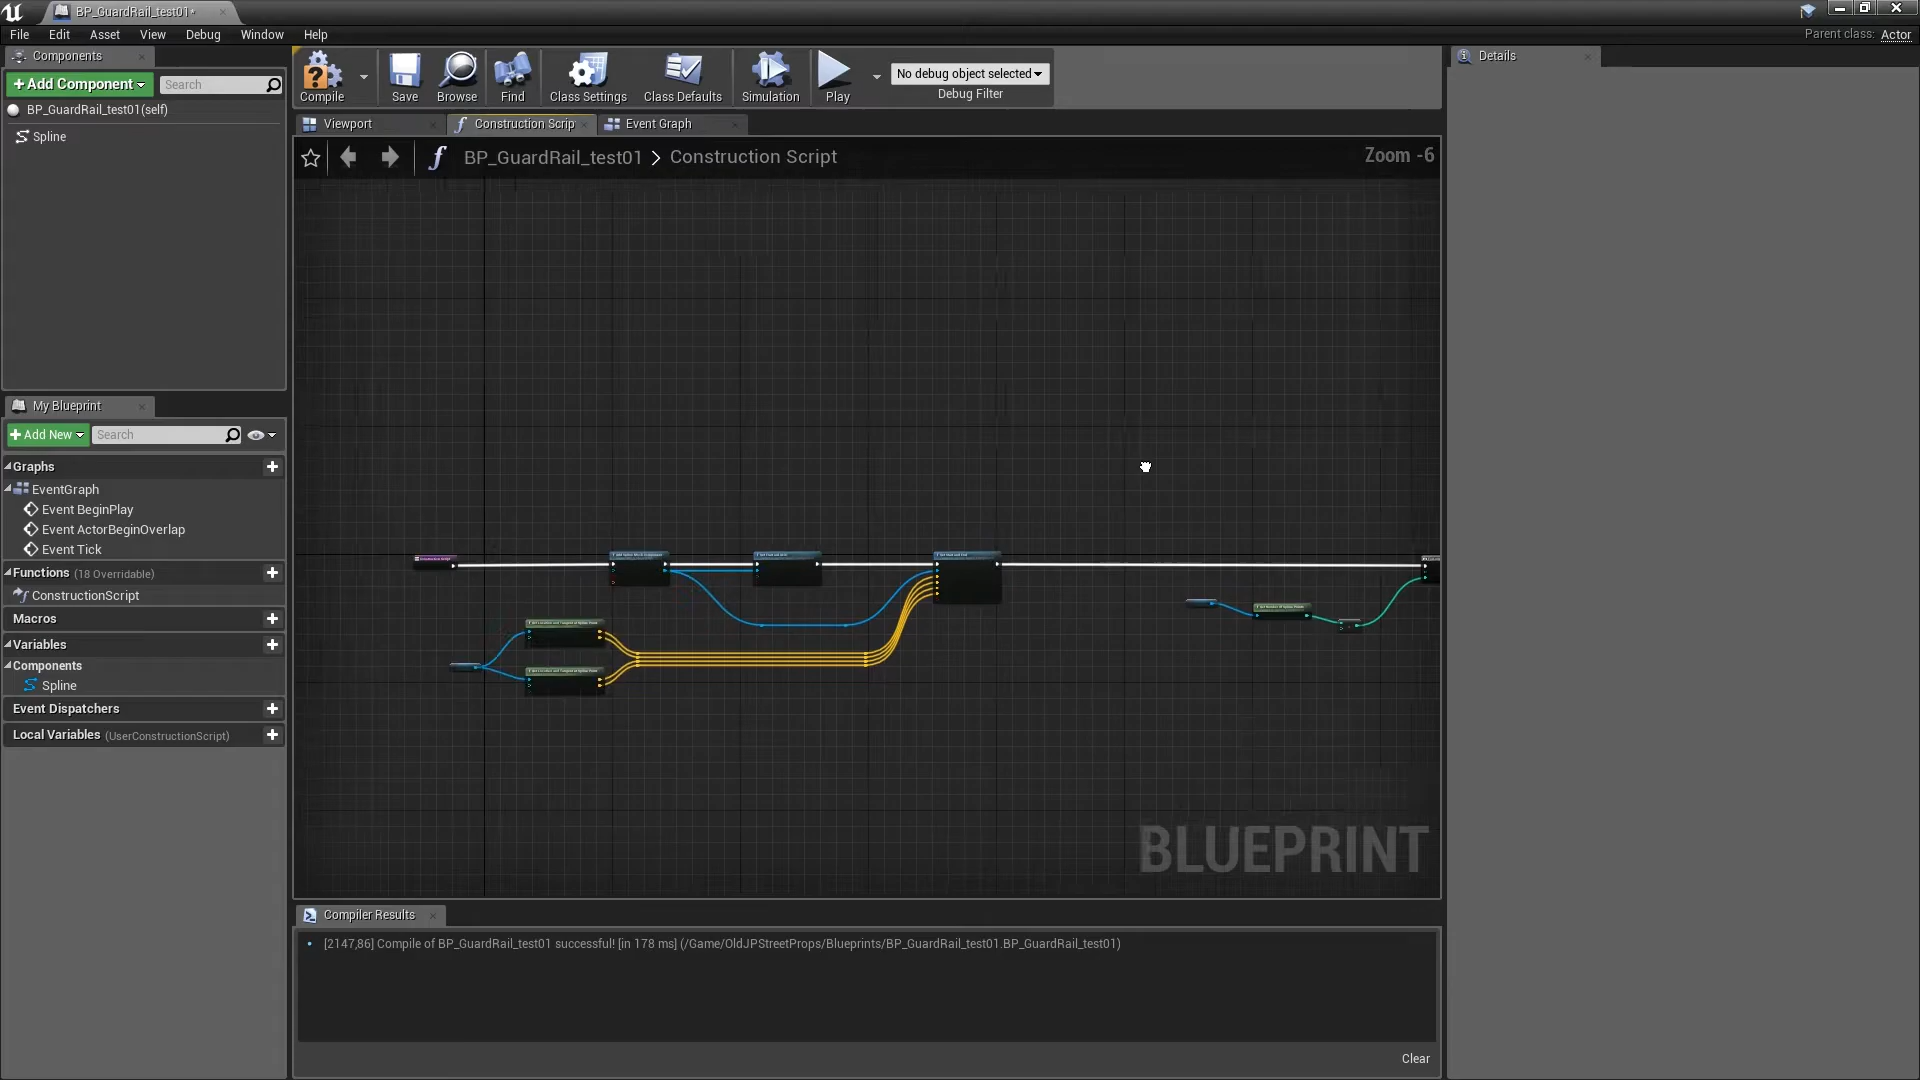 BP_GuardRail_test01*
File Edit Asset View Debug Window Help
Parent class: Actor
Components
Add Component
Search
BP_GuardRail_test01(self)
Spline
Compile
Save
Browse
Find
Class Settings
Class Defaults
Simulation
Play
No debug object selected
Debug Filter
Details
Viewport
Construction Scrip
Event Graph
BP_GuardRail_test01 > Construction Script
Zoom -6
My Blueprint
Add New
Search
Graphs
EventGraph
Event BeginPlay
Event ActorBeginOverlap
Event Tick
Functions (18 Overridable)
ConstructionScript
Macros
Variables
Components
Spline
Event Dispatchers
Local Variables (UserConstructionScript)
BLUEPRINT
Compiler Results
[2147,86] Compile of BP_GuardRail_test01 successful! [in 178 ms] (/Game/OldJPStreetProps/Blueprints/BP_GuardRail_test01.BP_GuardRail_test01)
Clear